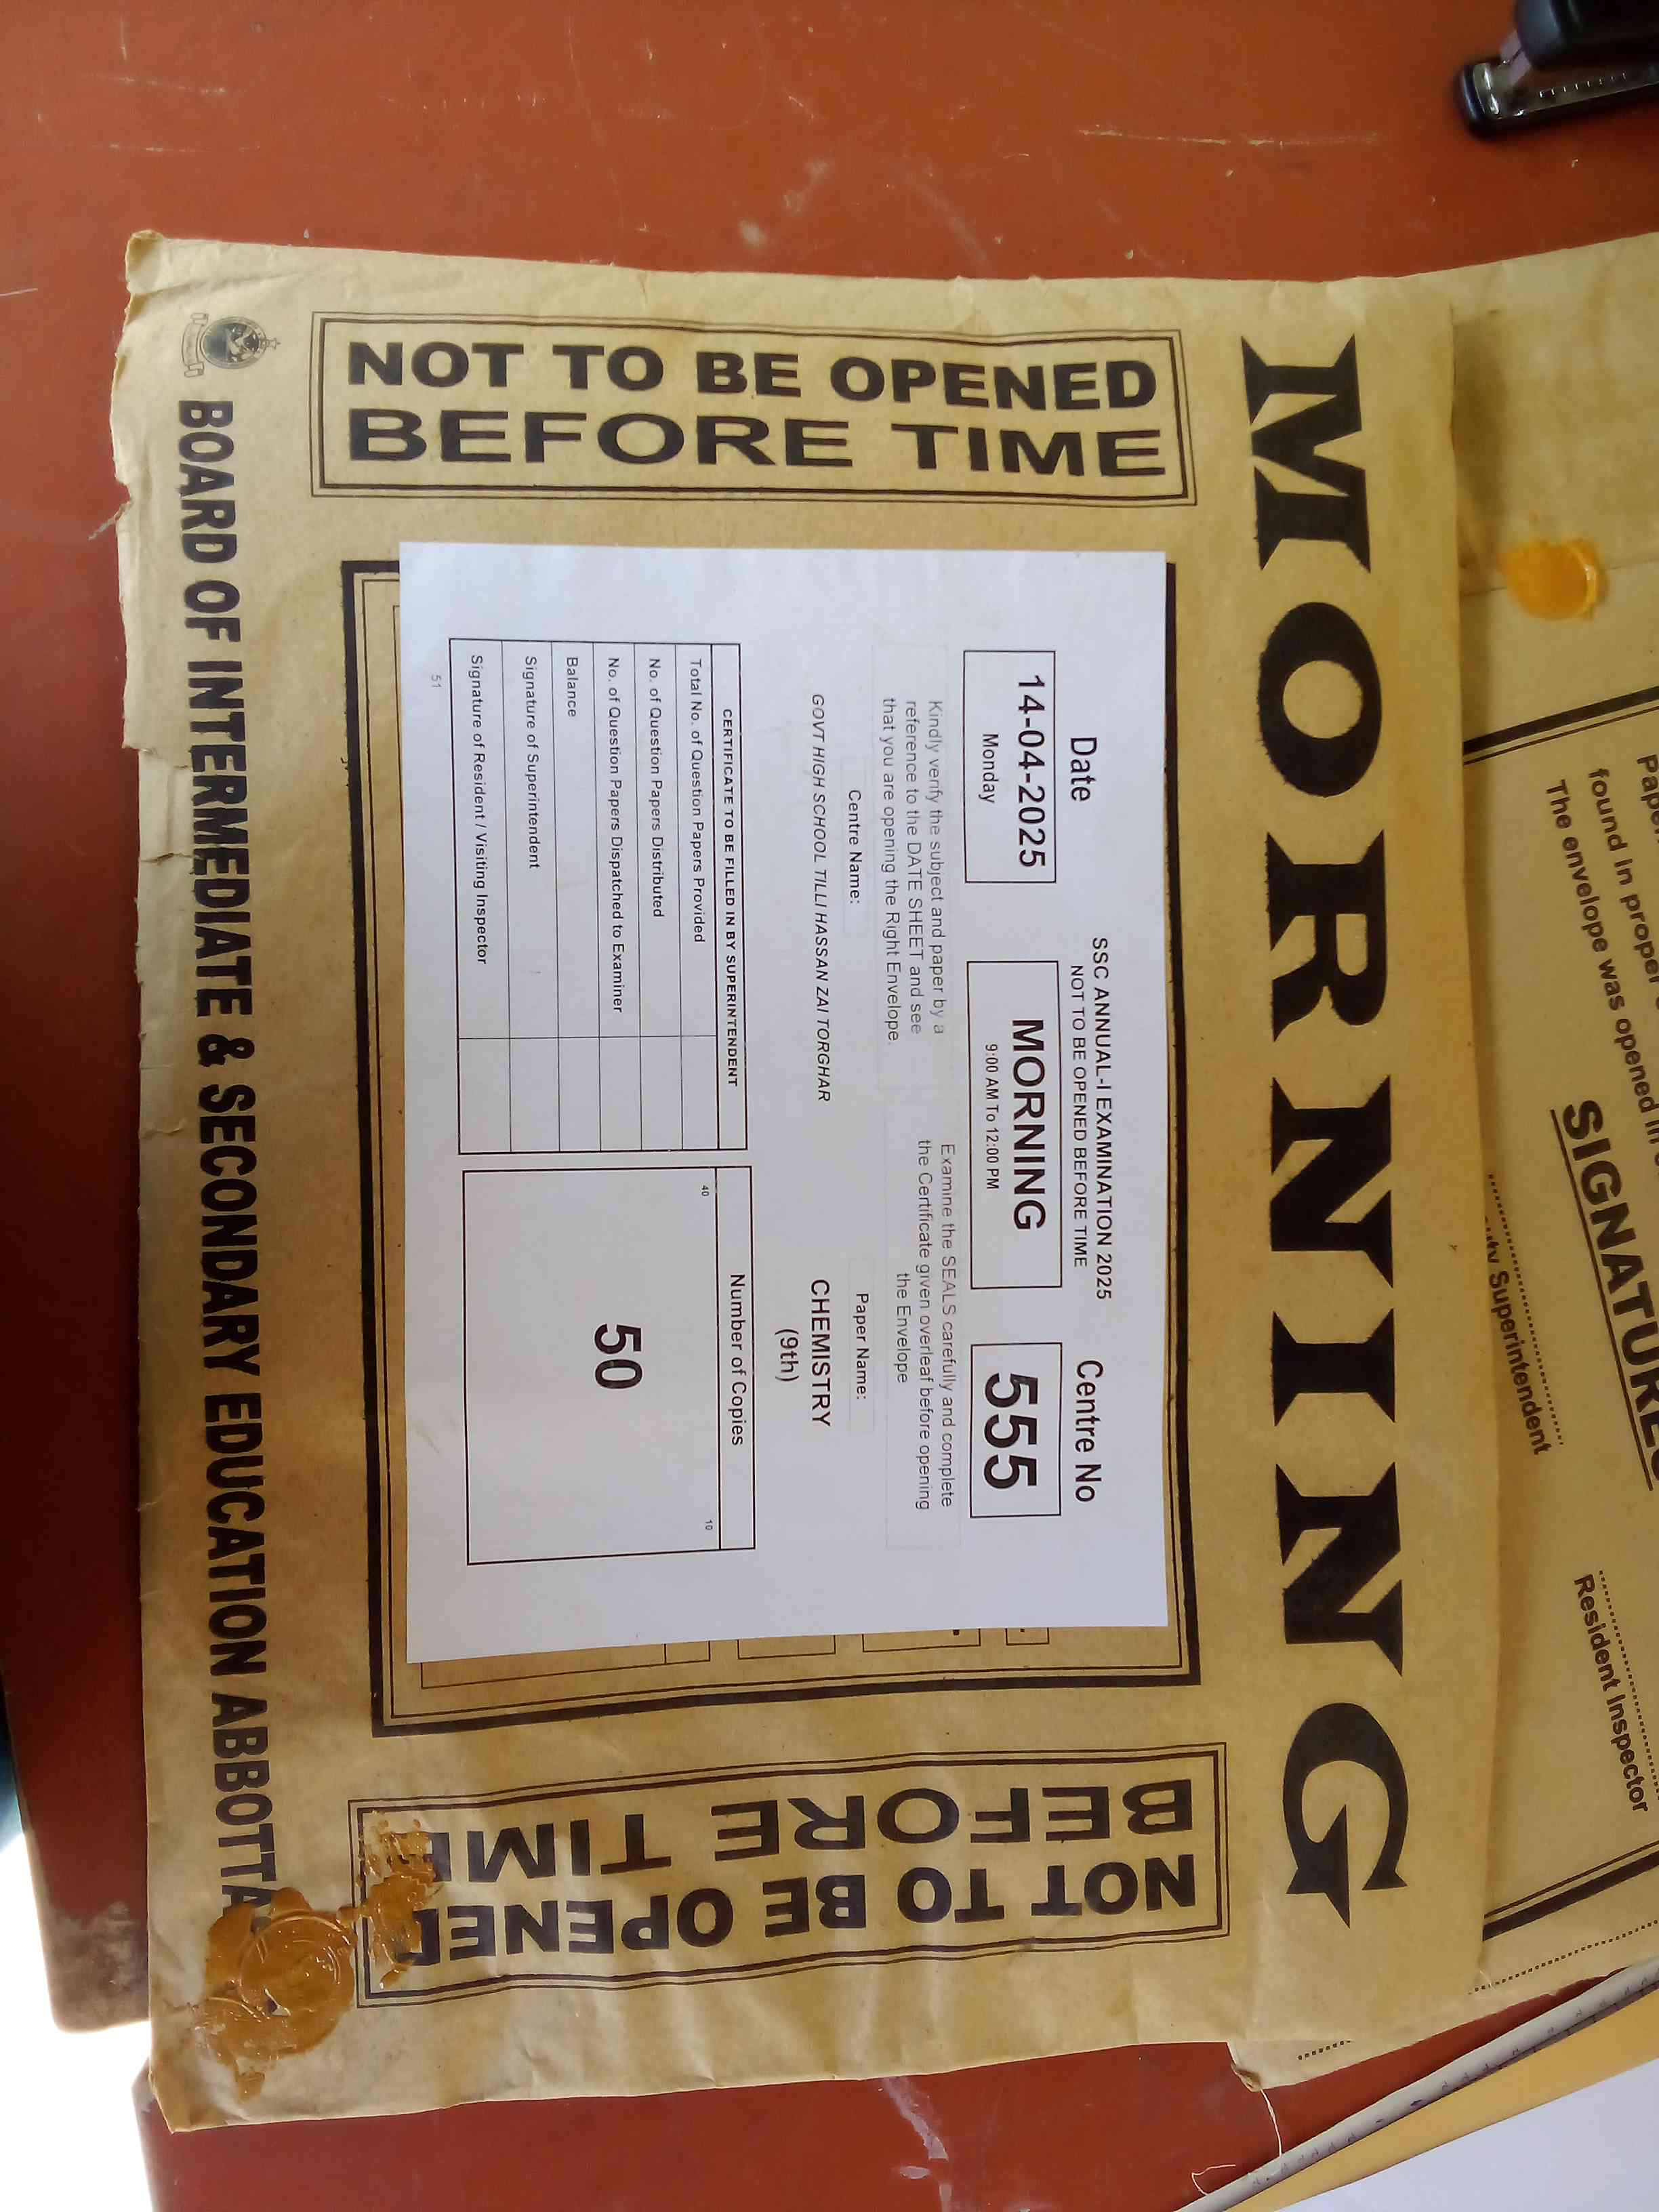 MORNING
NOT TO BE OPENED
BEFORE TIME
SSC ANNUAL-I EXAMINATION 2025
NOT TO BE OPENED BEFORE TIME
Date
14-04-2025
Monday
MORNING
9:00 AM To 12:00 PM
Centre No
555
Kindly verify the subject and paper by a
reference to the DATE SHEET and see
that you are opening the Right Envelope.
Examine the SEALS carefully and complete
the Certificate given overleaf before opening
the Envelope
Centre Name:
GOVT HIGH SCHOOL TILLI HASSAN ZAI TORGHAR
Paper Name:
CHEMISTRY
(9th)
CERTIFICATE TO BE FILLED IN BY SUPERINTENDENT
Total No. of Question Papers Provided
No. of Question Papers Distributed
No. of Question Papers Dispatched to Examiner
Balance
Signature of Superintendent
Signature of Resident / Visiting Inspector
Number of Copies
40
10
50
51
NOT TO BE OPENED
BEFORE TIME
BOARD OF INTERMEDIATE & SECONDARY EDUCATION ABBOTTA
found in proper
The envelope was opened in
SIGNATURES
Superintendent
Resident Inspector